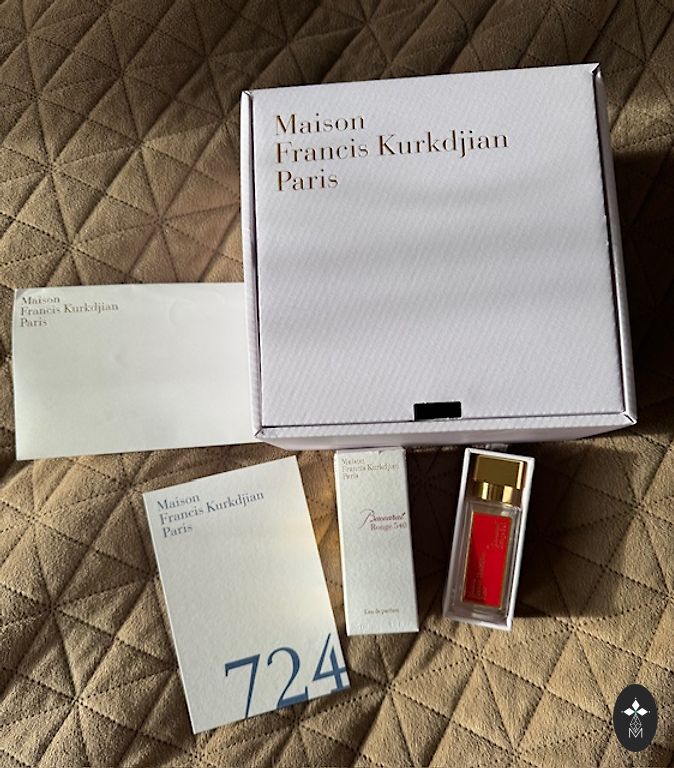 Maison
Francis Kurkdjian
Paris
Maison
Francis Kurkdjian
Paris
Maison
Francis Kurkdjian
Paris
724
Maison
Francis Kurkdjian
Paris
Baccarat
Rouge 540
Eau de parfum
M